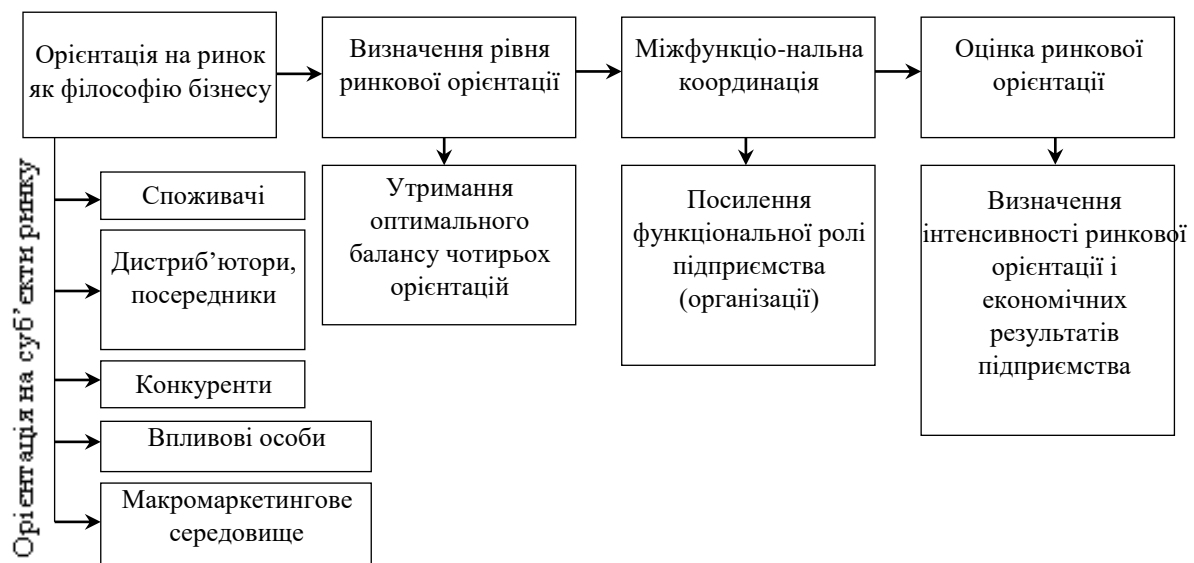 Орієнтація на ринок
як філософію бізнесу
Визначення рівня
ринкової орієнтації
Міжфункціо-нальна
координація
Оцінка ринкової
орієнтації
Орієнтація на суб’єкти ринку
Споживачі
Дистриб’ютори,
посередники
Конкуренти
Впливові особи
Макромаркетингове
середовище
Утримання
оптимального
балансу чотирьох
орієнтацій
Посилення
функціональної ролі
підприємства
(організації)
Визначення
інтенсивності ринкової
орієнтації і
економічних
результатів
підприємства